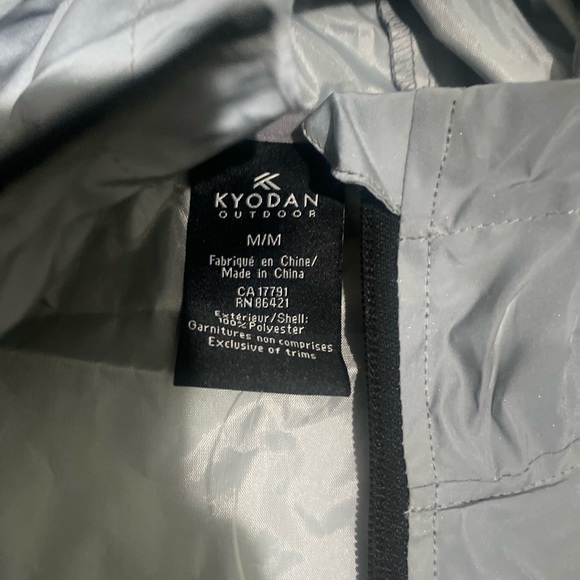 KYODAN
OUTDOOR
M/M
Fabriqué en Chine/
Made in China
CA 17791
RN 86421
Extérieur/Shell:
100% Polyester
Garnitures non comprises
Exclusive of trims